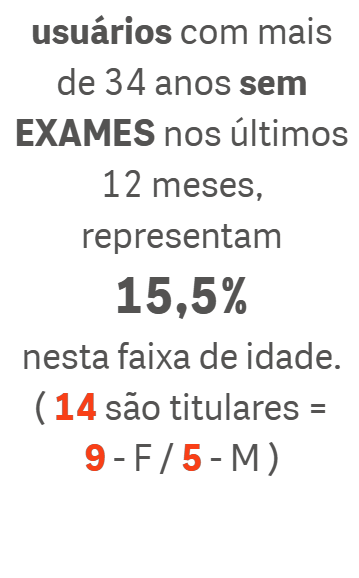 usuários com mais
de 34 anos sem
EXAMES nos últimos
12 meses,
representam
15,5%
nesta faixa de idade.
( 14 são titulares =
9 - F / 5 - M )